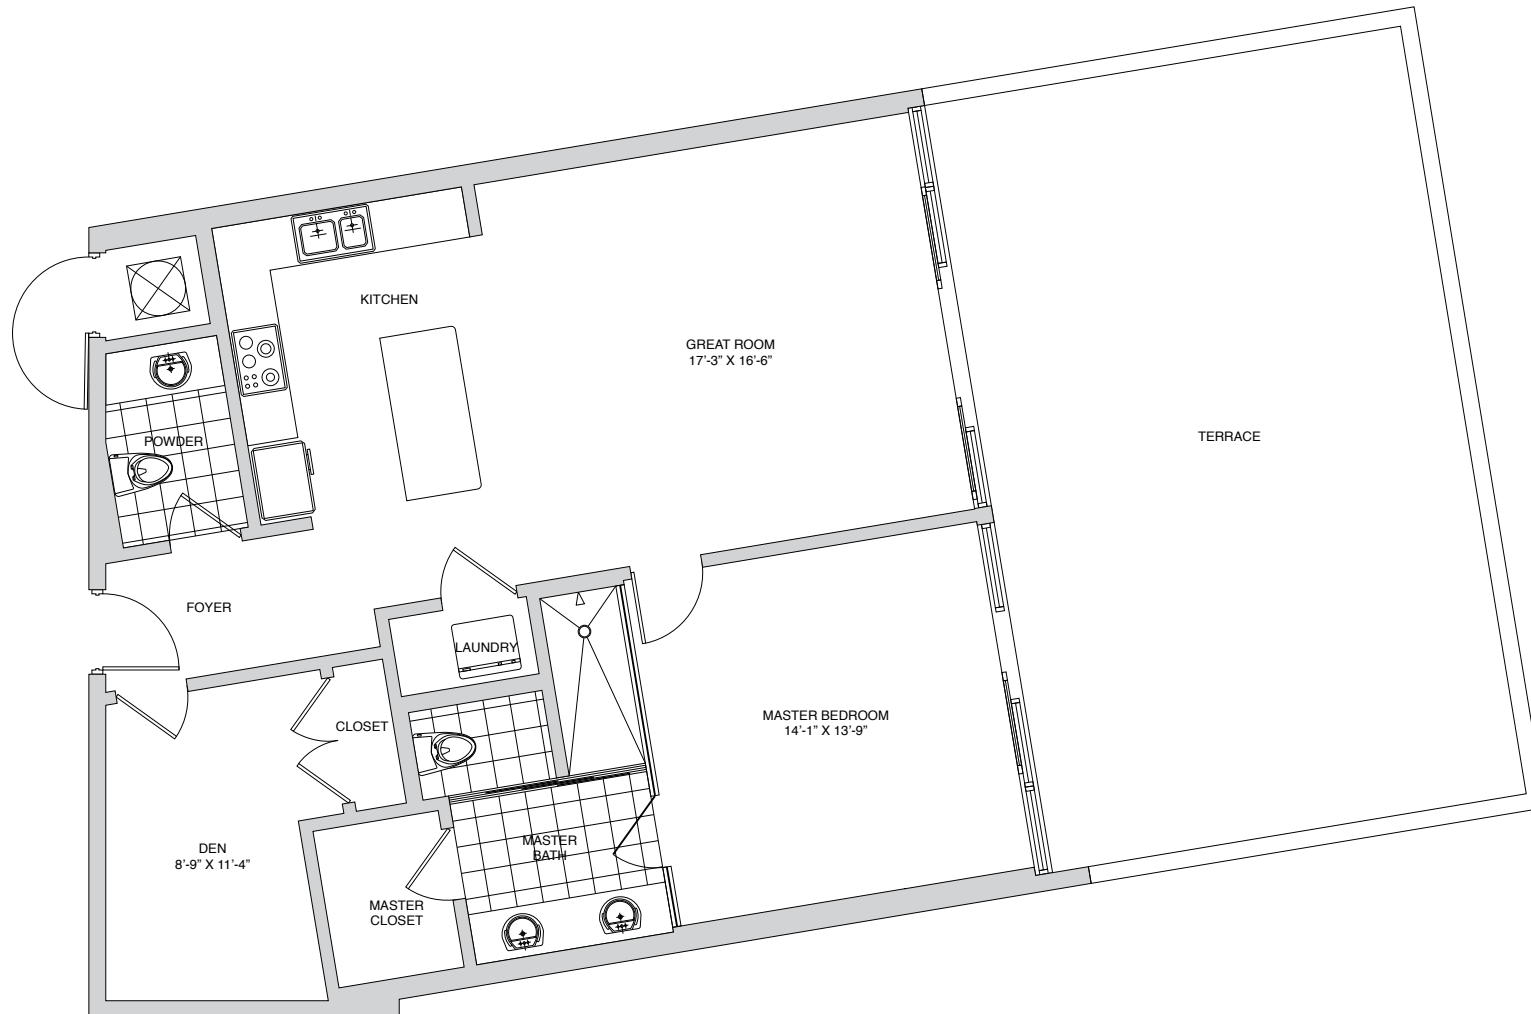 KITCHEN
GREAT ROOM
17'-3” X 16'-6”
TERRACE
POWDER
FOYER
LAUNDRY
CLOSET
MASTER BEDROOM
14'-1” X 13'-9”
DEN
8'-9” X 11'-4”
MASTER
BATH
MASTER
CLOSET